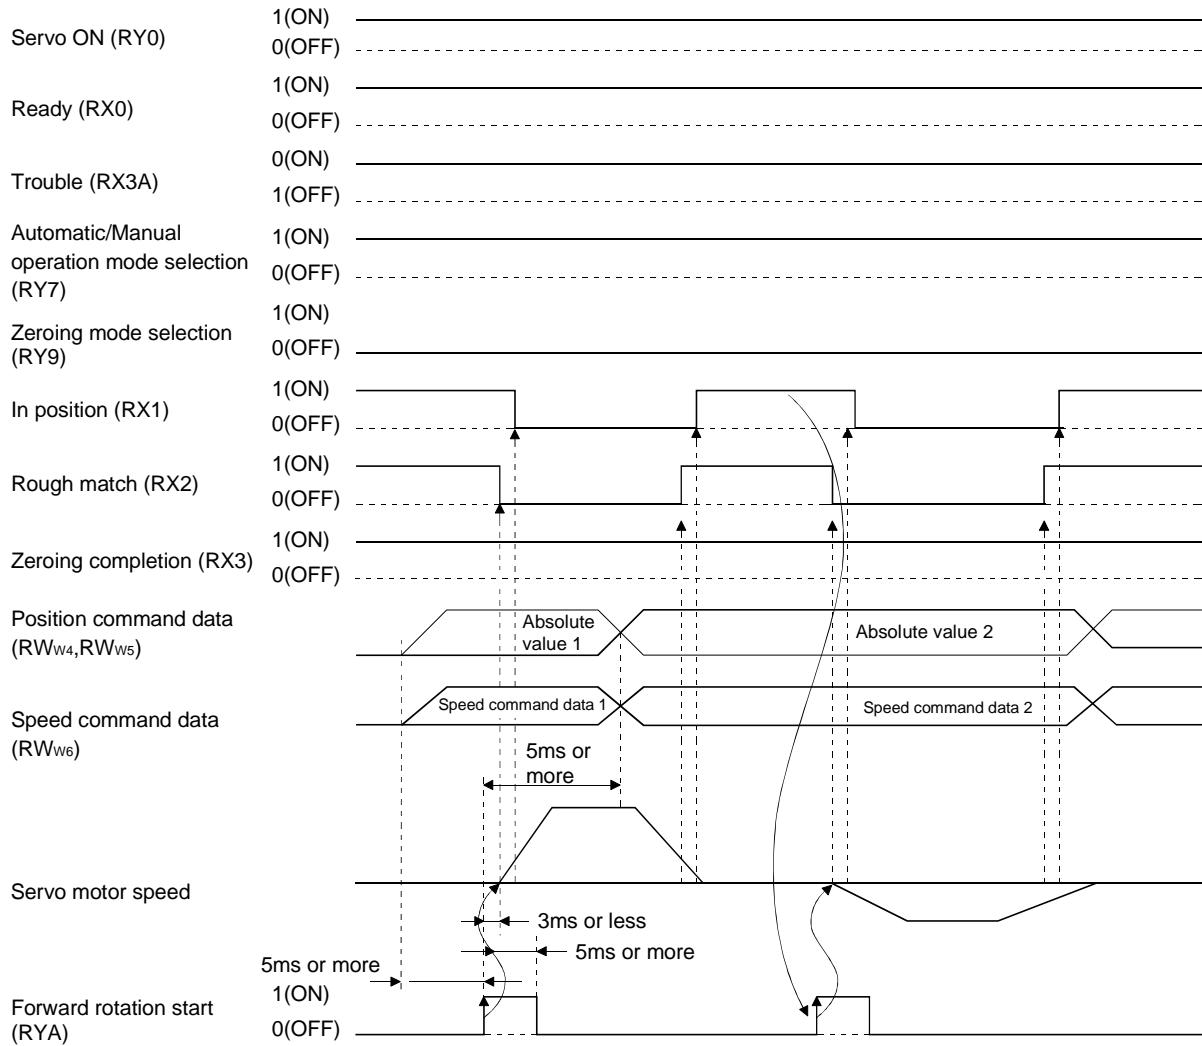 Servo ON (RY0)
1(ON)
0(OFF)
Ready (RX0)
1(ON)
0(OFF)
Trouble (RX3A)
0(ON)
1(OFF)
Automatic/Manual
operation mode selection
(RY7)
1(ON)
0(OFF)
Zeroing mode selection
(RY9)
1(ON)
0(OFF)
In position (RX1)
1(ON)
0(OFF)
Rough match (RX2)
1(ON)
0(OFF)
Zeroing completion (RX3)
1(ON)
0(OFF)
Position command data
(RWW4,RWW5)
Absolute
value 1
Absolute value 2
Speed command data
(RWW6)
Speed command data 1
Speed command data 2
5ms or
more
Servo motor speed
3ms or less
5ms or more
5ms or more
Forward rotation start
(RYA)
1(ON)
0(OFF)